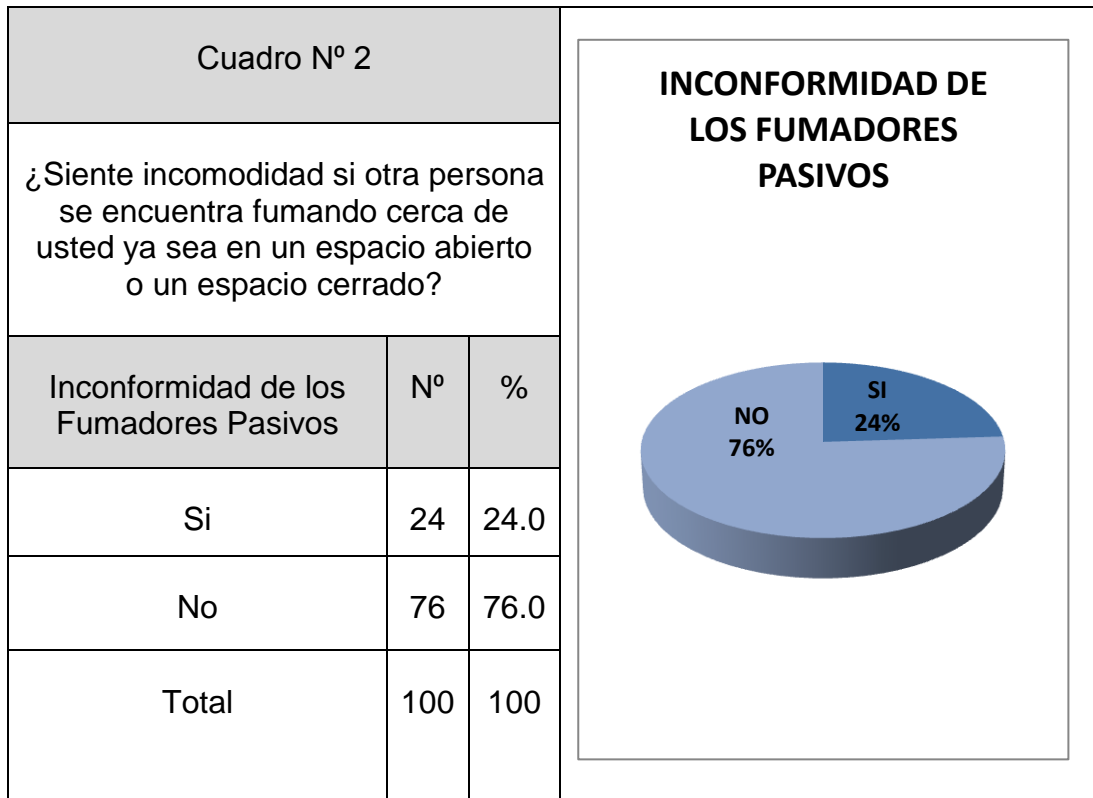 Cuadro Nº 2
¿Siente incomodidad si otra persona
se encuentra fumando cerca de
usted ya sea en un espacio abierto
o un espacio cerrado?
Inconformidad de los
Fumadores Pasivos
Nº
%
Si
24
24.0
No
76
76.0
Total
100
100
INCONFORMIDAD DE
LOS FUMADORES
PASIVOS
SI
24%
NO
76%